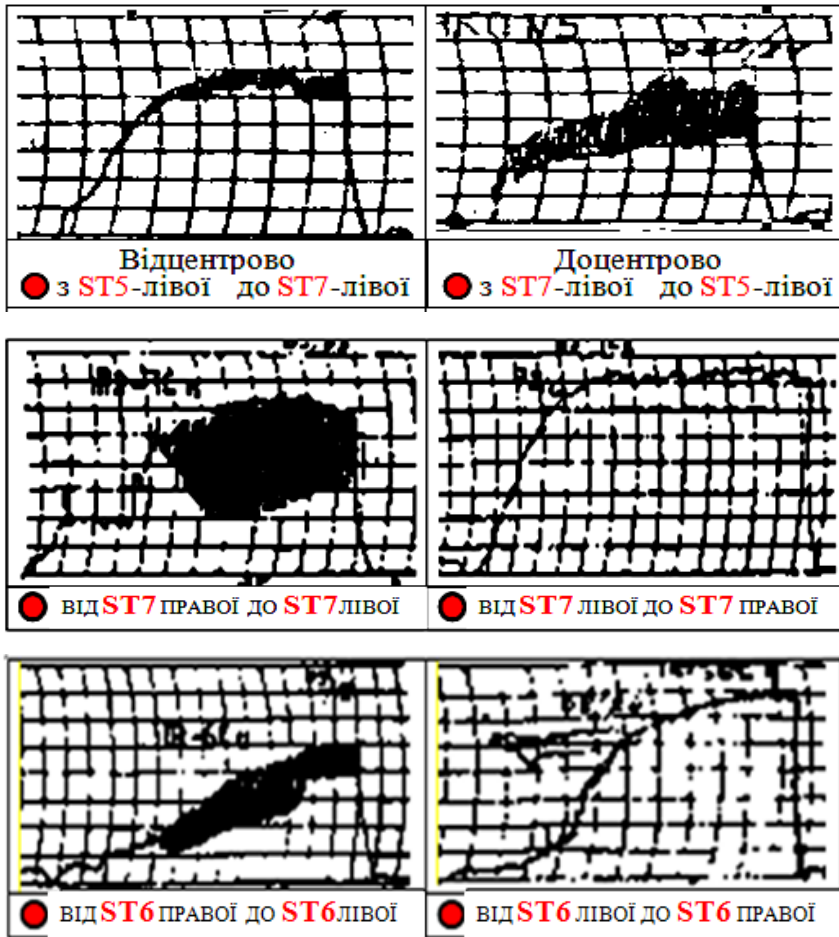 Відцентрово
Доцентрово
з ST5-лівої до ST7-лівої
з ST7-лівої до ST5-лівої
ВІД ST7 ПРАВОЇ ДО ST7 ЛІВОЇ
ВІД ST7 ЛІВОЇ ДО ST7 ПРАВОЇ
ВІД ST6 ПРАВОЇ ДО ST6 ЛІВОЇ
ВІД ST6 ЛІВОЇ ДО ST6 ПРАВОЇ